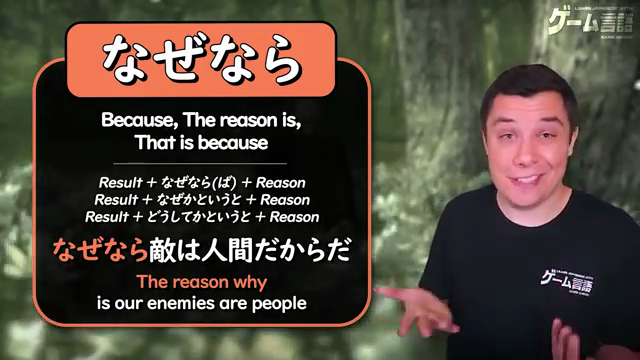 なぜなら
Because, The reason is,
That is because
Result + なぜなら(ば) + Reason
Result + なぜかというと + Reason
Result + どうしてかというと + Reason
なぜなら敵は人間だからだ
The reason why
is our enemies are people
LEARN JAPANESE WITH
ゲーム言語
ゲーム言語